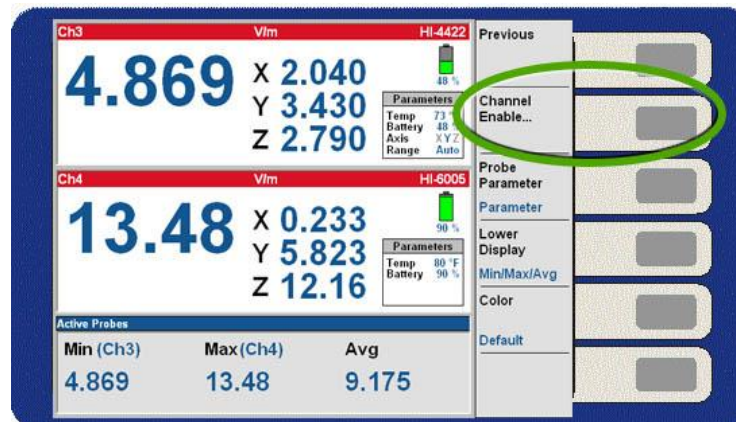 Ch3 V/m HI-4422
4.869
X 2.040
Y 3.430
Z 2.790
48 %
Parameters
Temp 73 °F
Battery 48 %
Axis XYZ
Range Auto
Ch4 V/m HI-6005
13.48
X 0.233
Y 5.823
Z 12.16
90 %
Parameters
Temp 80 °F
Battery 90 %
Active Probes
Min (Ch3) Max (Ch4) Avg
4.869 13.48 9.175
Previous
Channel
Enable...
Probe
Parameter
Parameter
Lower
Display
Min/Max/Avg
Color
Default